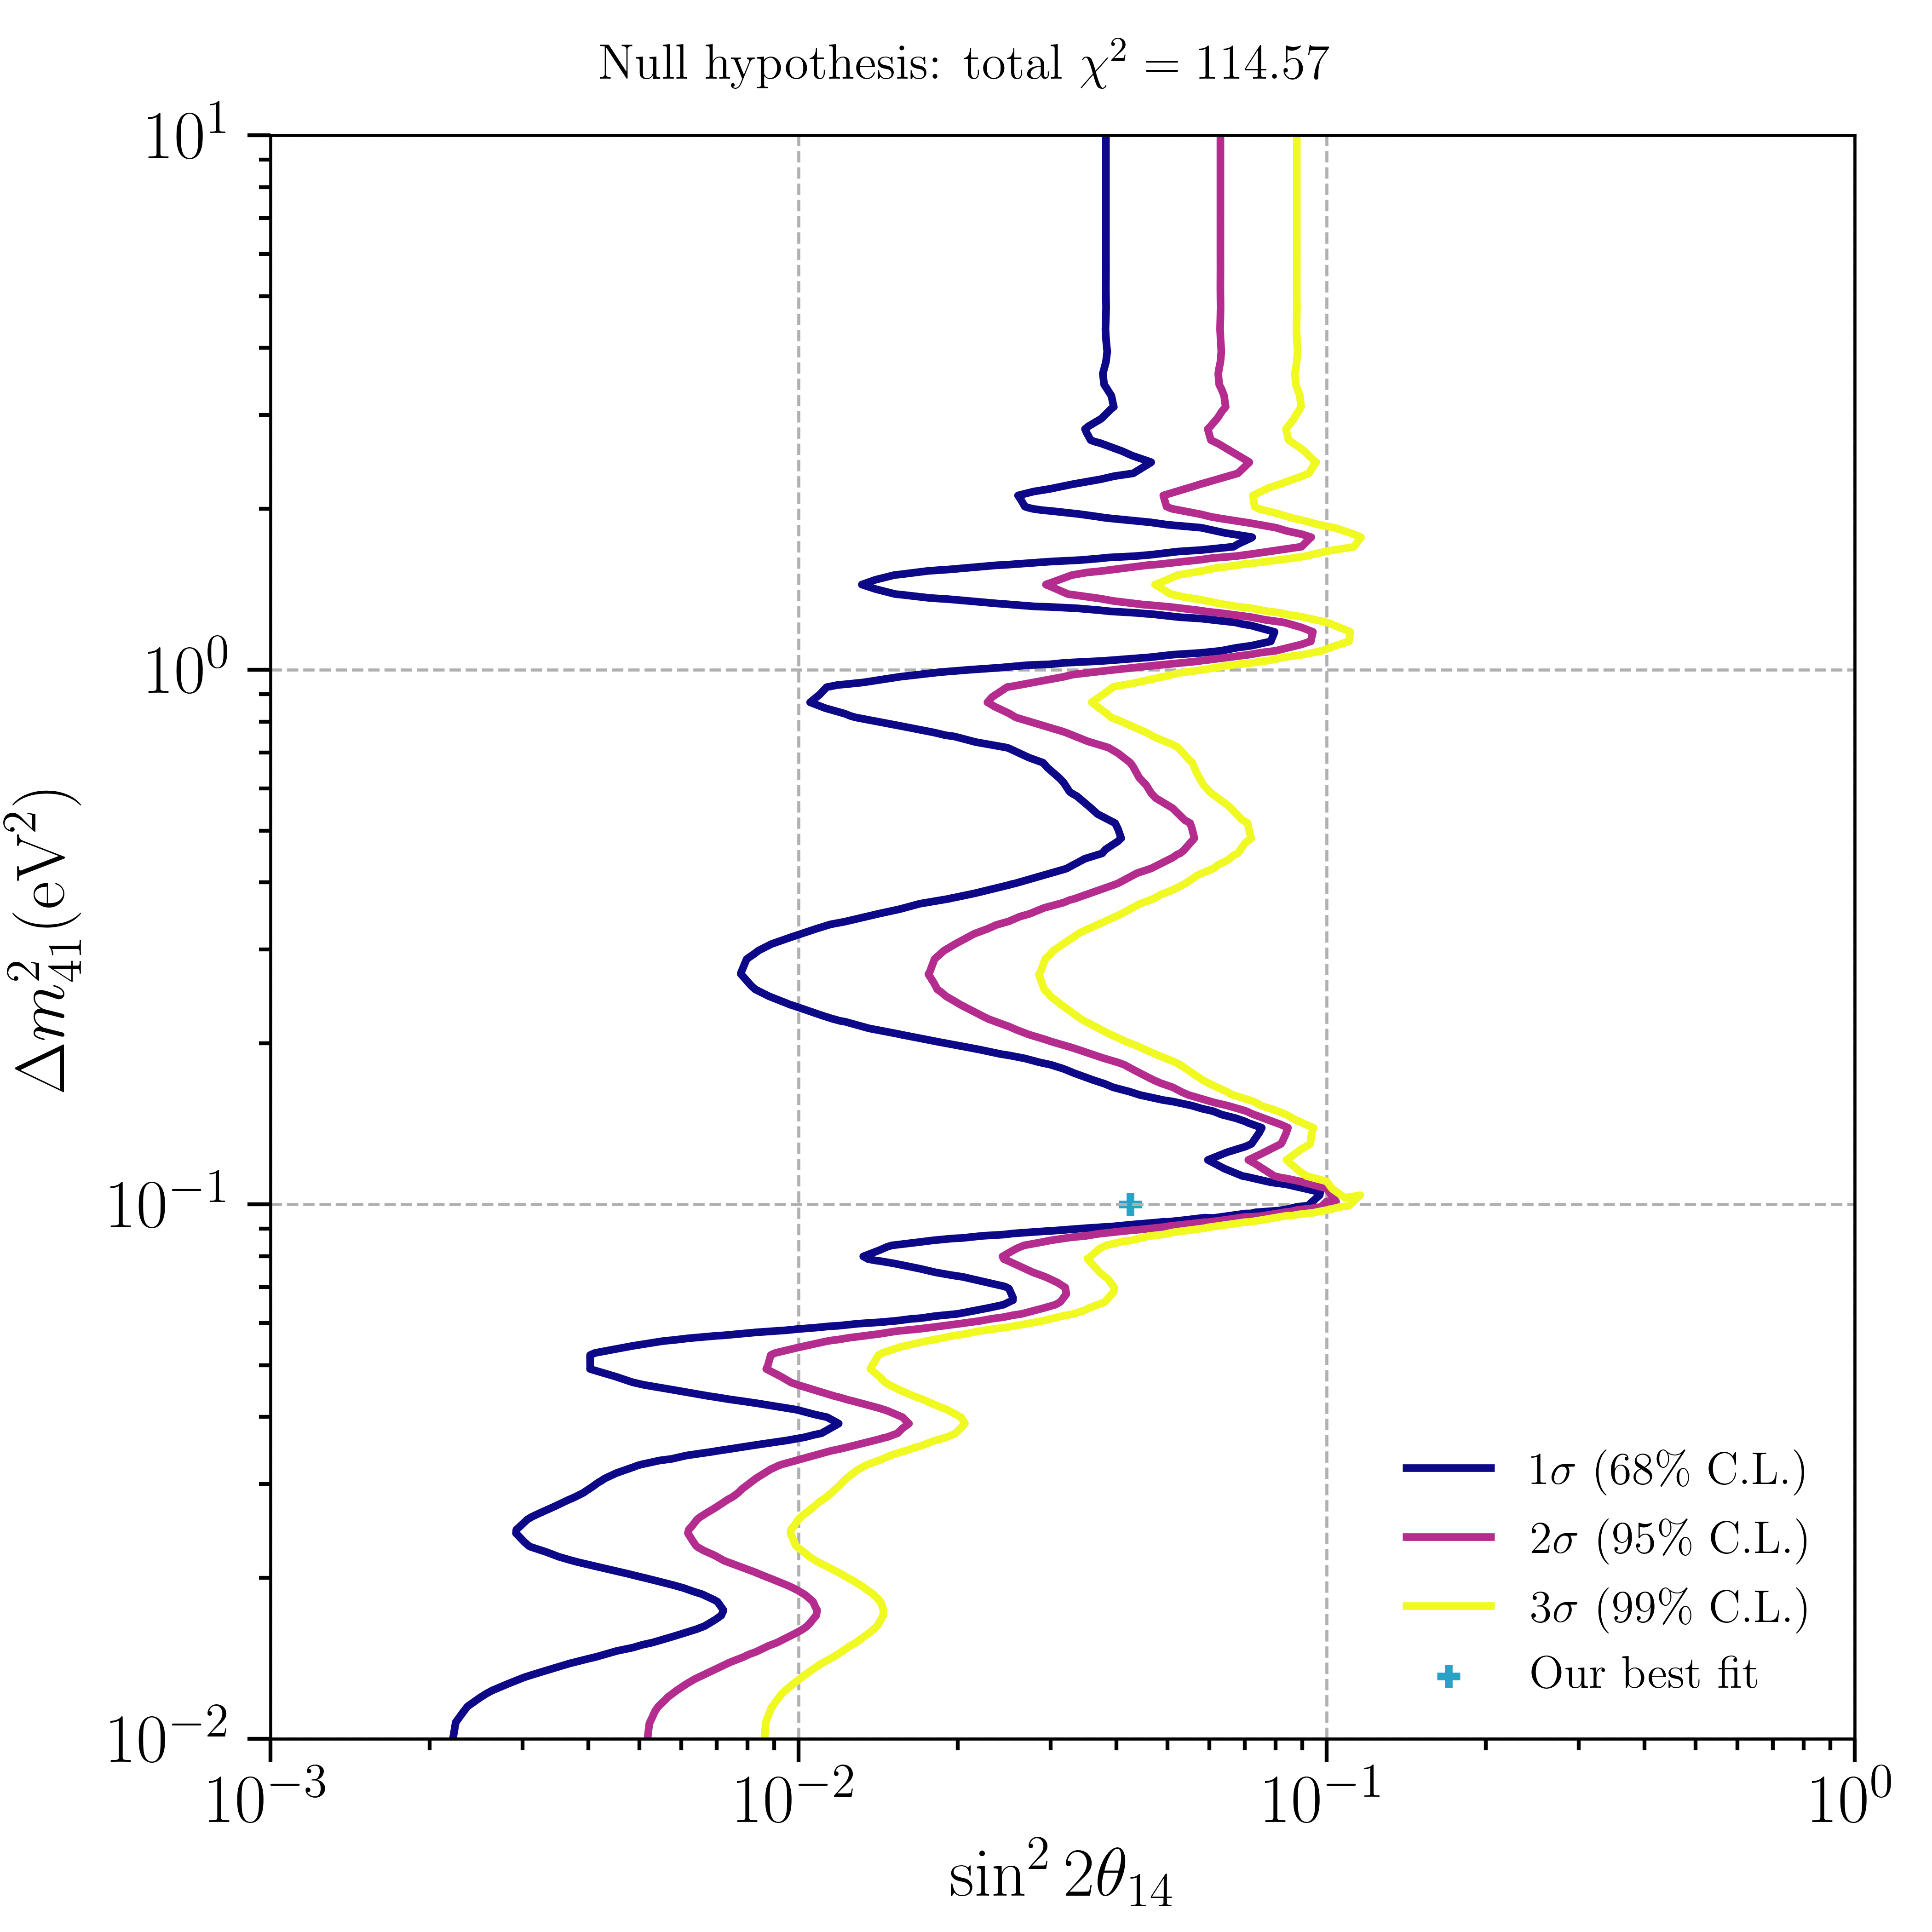 Null hypothesis: total χ² = 114.57
10¹
10⁰
10⁻¹
10⁻²
Δm²₄₁(eV²)
1σ (68% C.L.)
2σ (95% C.L.)
3σ (99% C.L.)
Our best fit
10⁻³ 10⁻² 10⁻¹ 10⁰
sin² 2θ₁₄